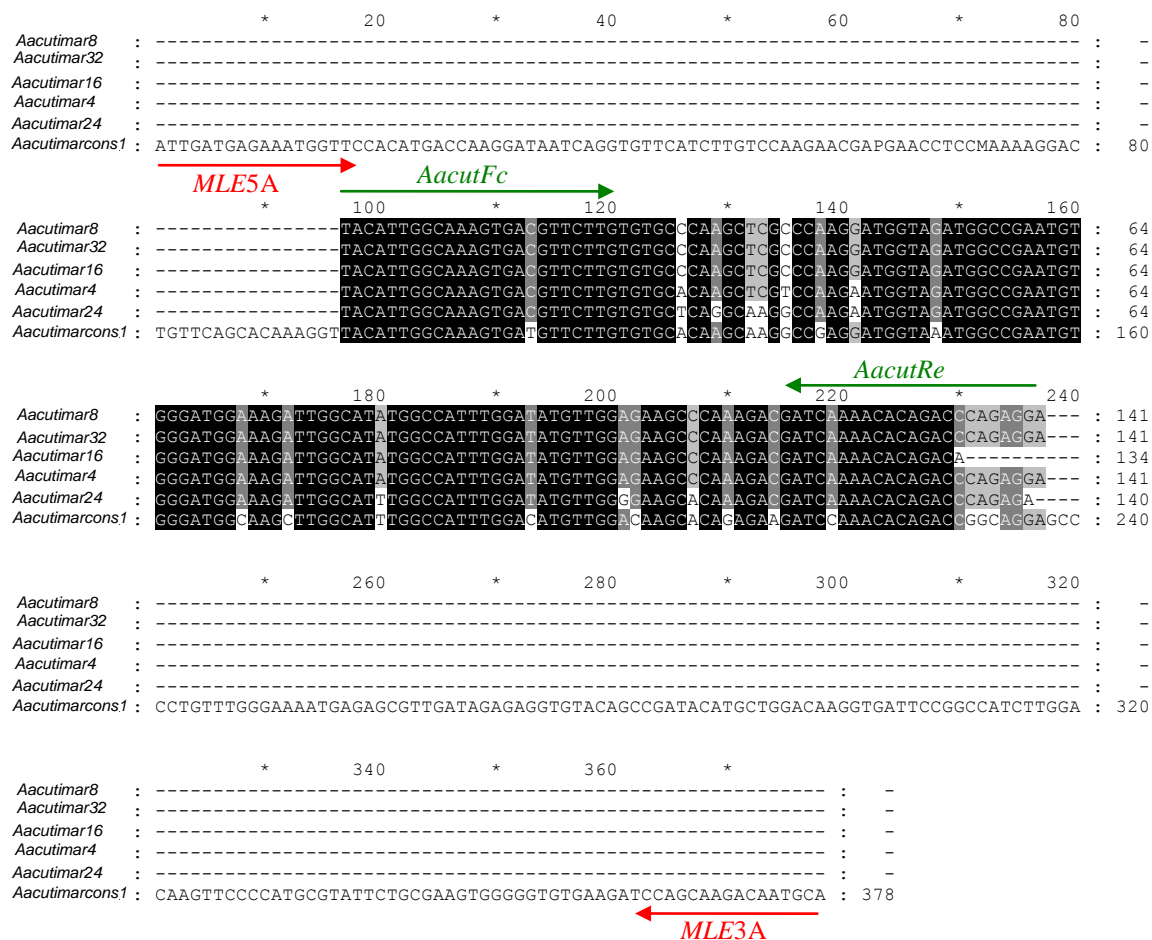 * 20 * 40 * 60 * 80
Aacutimar8 : -------------------------------------------------------------------------------- : -
Aacutimar32 : -------------------------------------------------------------------------------- : -
Aacutimar16 : -------------------------------------------------------------------------------- : -
Aacutimar4 : -------------------------------------------------------------------------------- : -
Aacutimar24 : -------------------------------------------------------------------------------- : -
Aacutimarcons1 : ATTGATGAGAAATGGTTCCACATGACCAAGGATAATCAGGTGTTCATCTTGTCCAAGAACGAPGAACCTCCMAAAAGGAC : 80
MLE5A AacutFc
* 100 * 120 * 140 * 160
Aacutimar8 : ----------------TACATTGGCAAAGTGACGTTCTTGTGTGCCCAAGCTCGCCCAAGGATGGTAGATGGCCGAATGT : 64
Aacutimar32 : ----------------TACATTGGCAAAGTGACGTTCTTGTGTGCCCAAGCTCGCCCAAGGATGGTAGATGGCCGAATGT : 64
Aacutimar16 : ----------------TACATTGGCAAAGTGACGTTCTTGTGTGCCCAAGCTCGCCCAAGGATGGTAGATGGCCGAATGT : 64
Aacutimar4 : ----------------TACATTGGCAAAGTGACGTTCTTGTGTGCACAAGCTCGTCCAAGAATGGTAGATGGCCGAATGT : 64
Aacutimar24 : ----------------TACATTGGCAAAGTGACGTTCTTGTGTGCTCAGGCAAGGCCAAGAATGGTAGATGGCCGAATGT : 64
Aacutimarcons1 : TGTTCAGCACAAAGGTTACATTGGCAAAGTGATGTTCTTGTGTGCACAAGCAAGGCCGAGGATGGTAAATGGCCGAATGT : 160
AacutRe
* 180 * 200 * 220 * 240
Aacutimar8 : GGGATGGAAAGATTGGCATATGGCCATTTGGATATGTTGGAGAAGCCCAAAGACGATCAAAACACAGACCCAGAGGA--- : 141
Aacutimar32 : GGGATGGAAAGATTGGCATATGGCCATTTGGATATGTTGGAGAAGCCCAAAGACGATCAAAACACAGACCCAGAGGA--- : 141
Aacutimar16 : GGGATGGAAAGATTGGCATATGGCCATTTGGATATGTTGGAGAAGCCCAAAGACGATCAAAACACAGACA---------- : 134
Aacutimar4 : GGGATGGAAAGATTGGCATATGGCCATTTGGATATGTTGGAGAAGCCCAAAGACGATCAAAACACAGACCCAGAGGA--- : 141
Aacutimar24 : GGGATGGAAAGATTGGCATTTGGCCATTTGGATATGTTGGGGAAGCACAAAGACGATCAAAACACAGACCCAGAGA---- : 140
Aacutimarcons1 : GGGATGGCAAGCTTGGCATTTGGCCATTTGGACATGTTGGACAAGCACAGAGAAGATCCAAACACAGACCGGCAGGAGCC : 240
* 260 * 280 * 300 * 320
Aacutimar8 : -------------------------------------------------------------------------------- : -
Aacutimar32 : -------------------------------------------------------------------------------- : -
Aacutimar16 : -------------------------------------------------------------------------------- : -
Aacutimar4 : -------------------------------------------------------------------------------- : -
Aacutimar24 : -------------------------------------------------------------------------------- : -
Aacutimarcons1 : CCTGTTTGGGAAAATGAGAGCGTTGATAGAGAGGTGTACAGCCGATACATGCTGGACAAGGTGATTCCGGCCATCTTGGA : 320
* 340 * 360 *
Aacutimar8 : ---------------------------------------------------------- : -
Aacutimar32 : ---------------------------------------------------------- : -
Aacutimar16 : ---------------------------------------------------------- : -
Aacutimar4 : ---------------------------------------------------------- : -
Aacutimar24 : ---------------------------------------------------------- : -
Aacutimarcons1 : CAAGTTCCCCATGCGTATTCTGCGAAGTGGGGGTGTGAAGATCCAGCAAGACAATGCA : 378
MLE3A